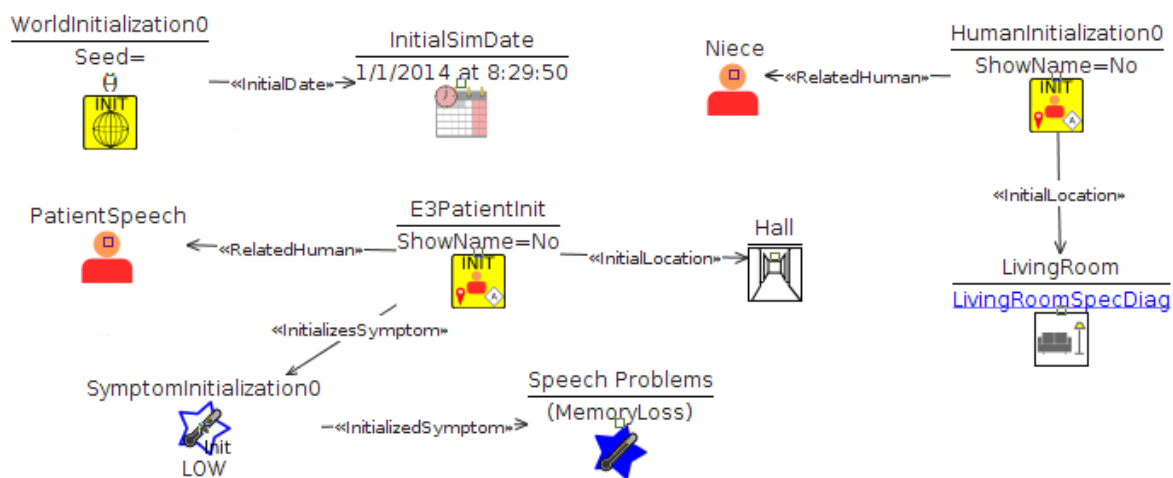 WorldInitialization0
Seed=
{}
INIT
«InitialDate»
InitialSimDate
1/1/2014 at 8:29:50
Niece
«RelatedHuman»
HumanInitialization0
ShowName=No
INIT
A
«InitialLocation»
LivingRoom
LivingRoomSpecDiag
PatientSpeech
«RelatedHuman»
E3PatientInit
ShowName=No
INIT
A
«InitialLocation»
Hall
«InitializesSymptom»
SymptomInitialization0
Init
LOW
«InitializedSymptom»
Speech Problems
(MemoryLoss)